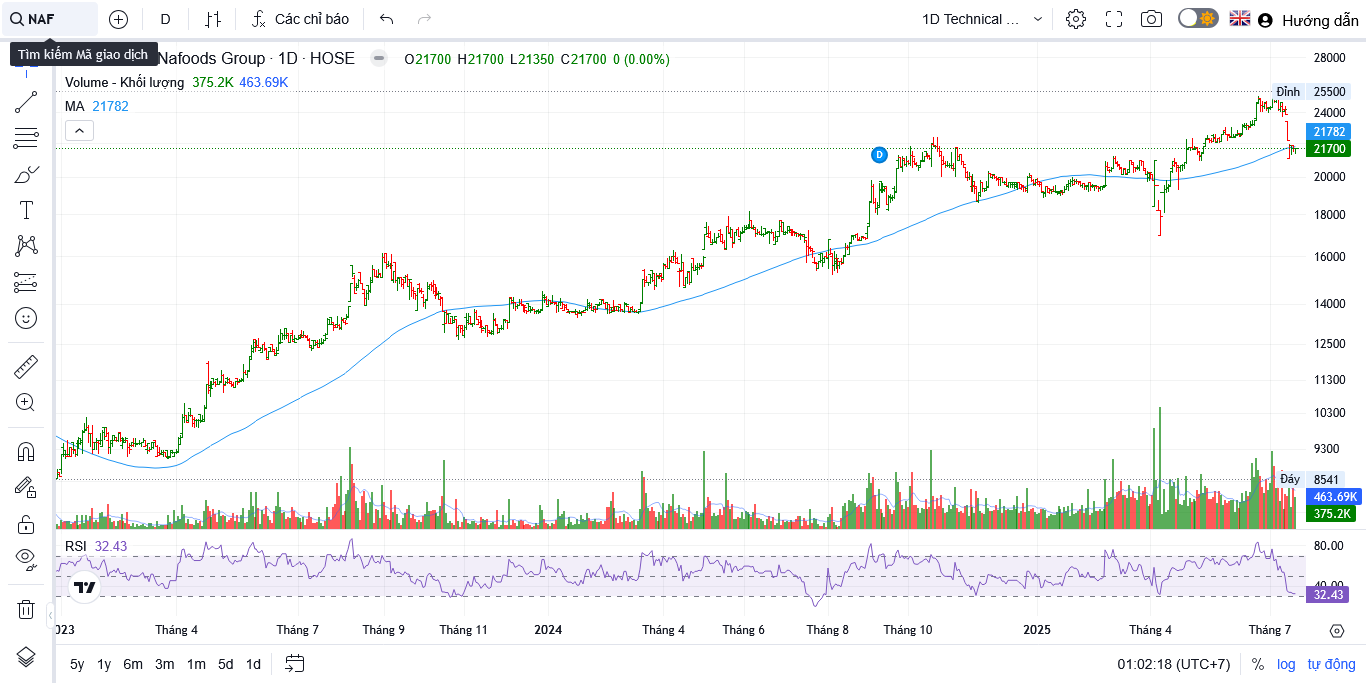 NAF
D
Các chỉ báo
1D Technical ...
Hướng dẫn
Tìm kiếm Mã giao dịch
Nafoods Group · 1D · HOSE
O21700 H21700 L21350 C21700 0 (0.00%)
Volume - Khối lượng 375.2K 463.69K
MA 21782
28000
Đỉnh 25500
24000
21782
21700
20000
18000
16000
14000
12500
11300
10300
9300
Đáy 8541
463.69K
375.2K
D
RSI 32.43
80.00
40.00
32.43
023 Tháng 4 Tháng 7 Tháng 9 Tháng 11 2024 Tháng 4 Tháng 6 Tháng 8 Tháng 10 2025 Tháng 4 Tháng 7
5y 1y 6m 3m 1m 5d 1d
01:02:18 (UTC+7) % log tự động